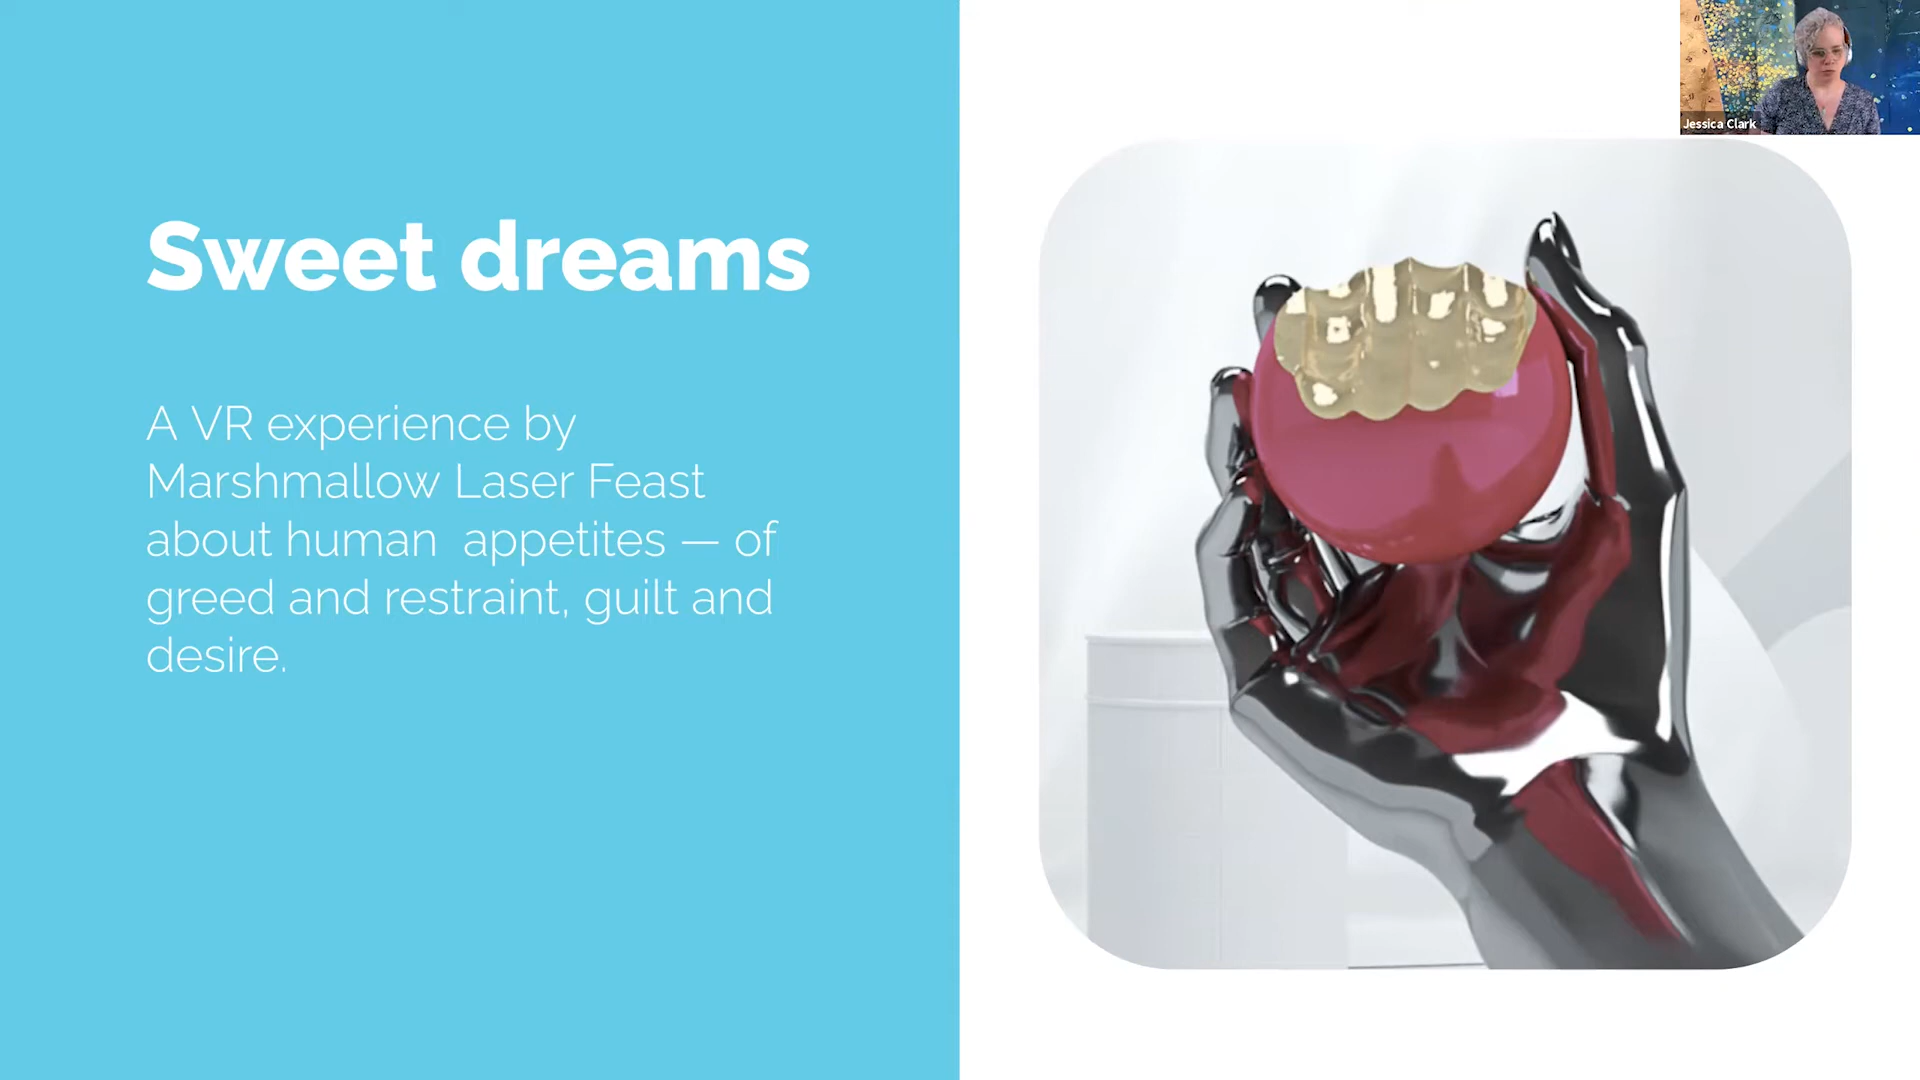 Jessica Clark
Sweet dreams
A VR experience by
Marshmallow Laser Feast
about human  appetites — of
greed and restraint, guilt and
desire.